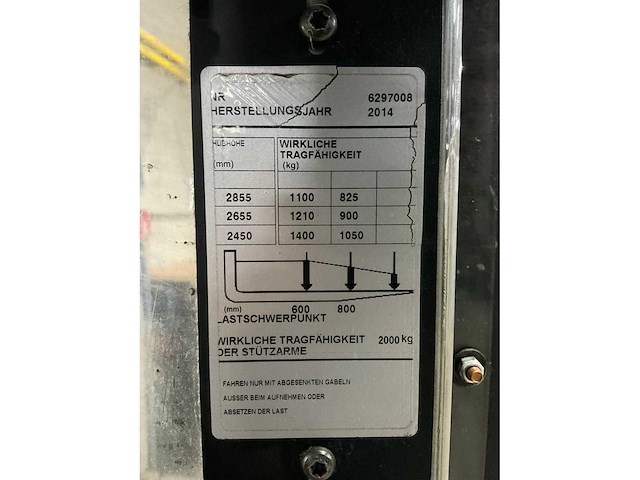 NR 6297008
HERSTELLUNGSJAHR 2014
HUBHÖHE WIRKLICHE
TRAGFÄHIGKEIT
(mm) (kg)
2855 1100 825
2655 1210 900
2450 1400 1050
(mm) 600 800
LASTSCHWERPUNKT
WIRKLICHE TRAGFÄHIGKEIT 2000 kg
DER STÜTZARME
FAHREN NUR MIT ABGESENKTEN GABELN
AUSSER BEIM AUFNEHMEN ODER
ABSETZEN DER LAST